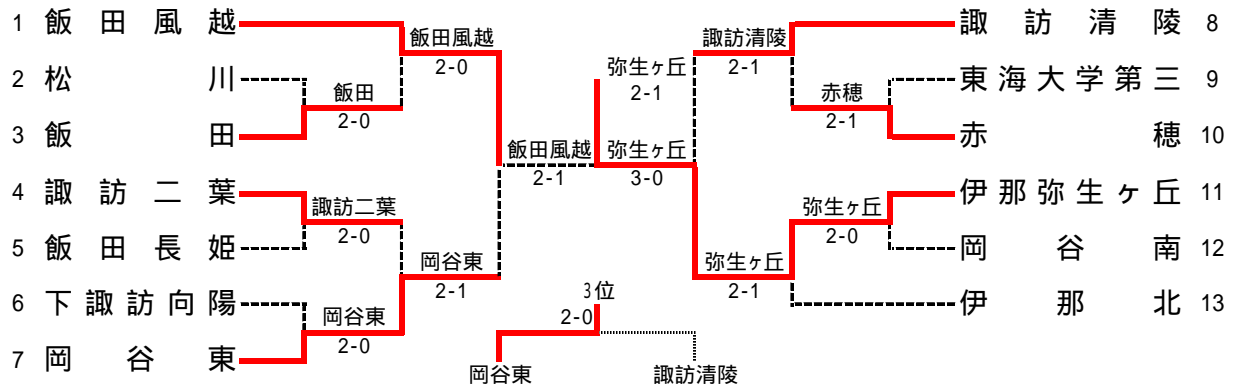 1 飯田風越
飯田風越
2-0
2 松川
飯田
2-0
3 飯田
4 諏訪二葉
諏訪二葉
2-0
5 飯田長姫
岡谷東
2-1
6 下諏訪向陽
岡谷東
2-0
7 岡谷東
飯田風越
2-1
弥生ヶ丘
2-1
弥生ヶ丘
3-0
3位
2-0
岡谷東
諏訪清陵
諏訪清陵 8
諏訪清陵
2-1
東海大学第三 9
赤穂
2-1
赤穂 10
伊那弥生ヶ丘 11
弥生ヶ丘
2-0
岡谷南 12
弥生ヶ丘
2-1
伊那北 13